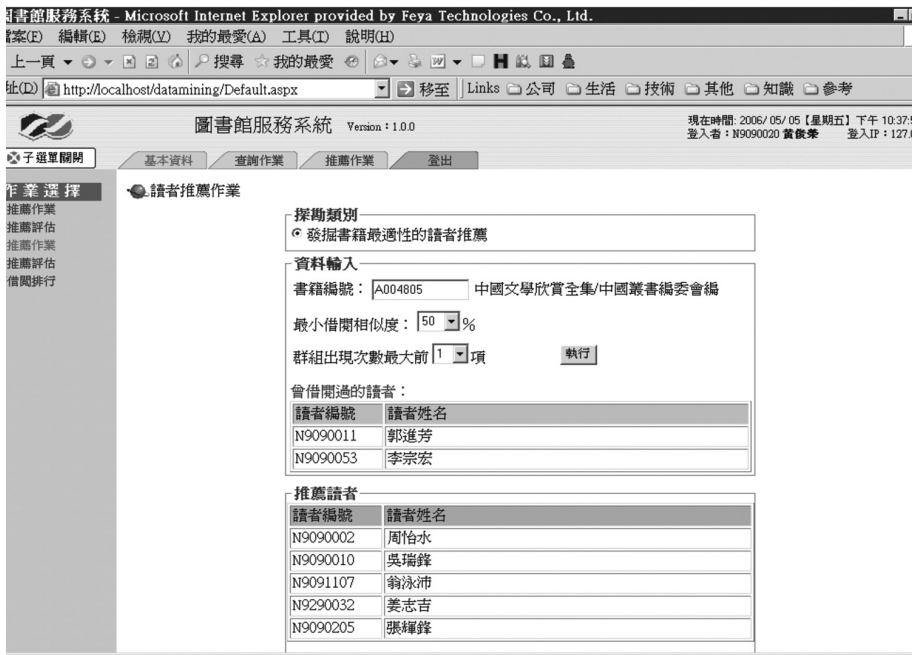 圖書館服務系統 - Microsoft Internet Explorer provided by Feya Technologies Co., Ltd.
檔案(F) 編輯(E) 檢視(V) 我的最愛(A) 工具(T) 說明(H)
上一頁 搜尋 我的最愛
址(D) http://localhost/datamining/Default.aspx 移至 Links 公司 生活 技術 其他 知識 參考
圖書館服務系統 Version：1.0.0
現在時間: 2006/05/05【星期五】下午 10:37:
登入者：N9090020 黃俊榮 登入IP：127.
子選單關閉
基本資料 查詢作業 推薦作業 登出
作業選擇
推薦作業
推薦評估
推薦作業
推薦評估
借閱排行
讀者推薦作業
探勘類別
發掘書籍最適性的讀者推薦
資料輸入
書籍編號： A004805 中國文學欣賞全集/中國叢書編委會編
最小借閱相似度： 50 %
群組出現次數最大前 1 項 執行
曾借閱過的讀者：
讀者編號 讀者姓名
N9090011 郭進芳
N9090053 李宗宏
推薦讀者
讀者編號 讀者姓名
N9090002 周怡水
N9090010 吳瑞鋒
N9091107 翁泳沛
N9290032 姜志吉
N9090205 張輝鋒